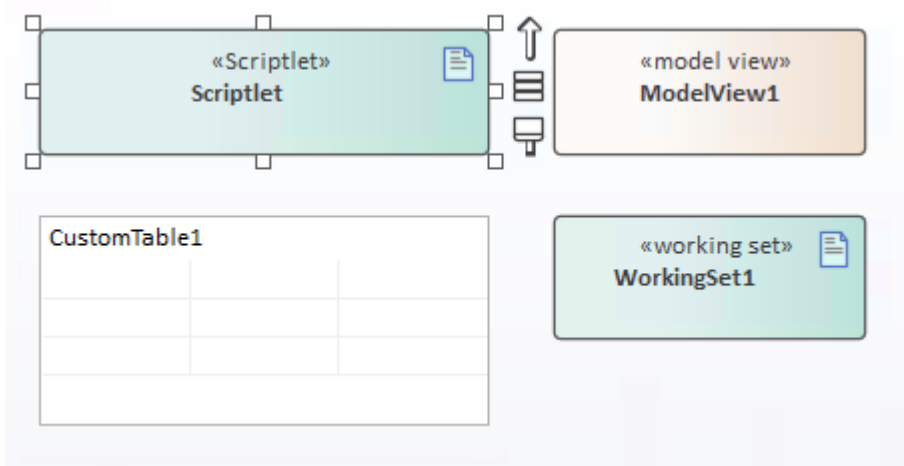 «Scriptlet»
Scriptlet
«model view»
ModelView1
CustomTable1
«working set»
WorkingSet1